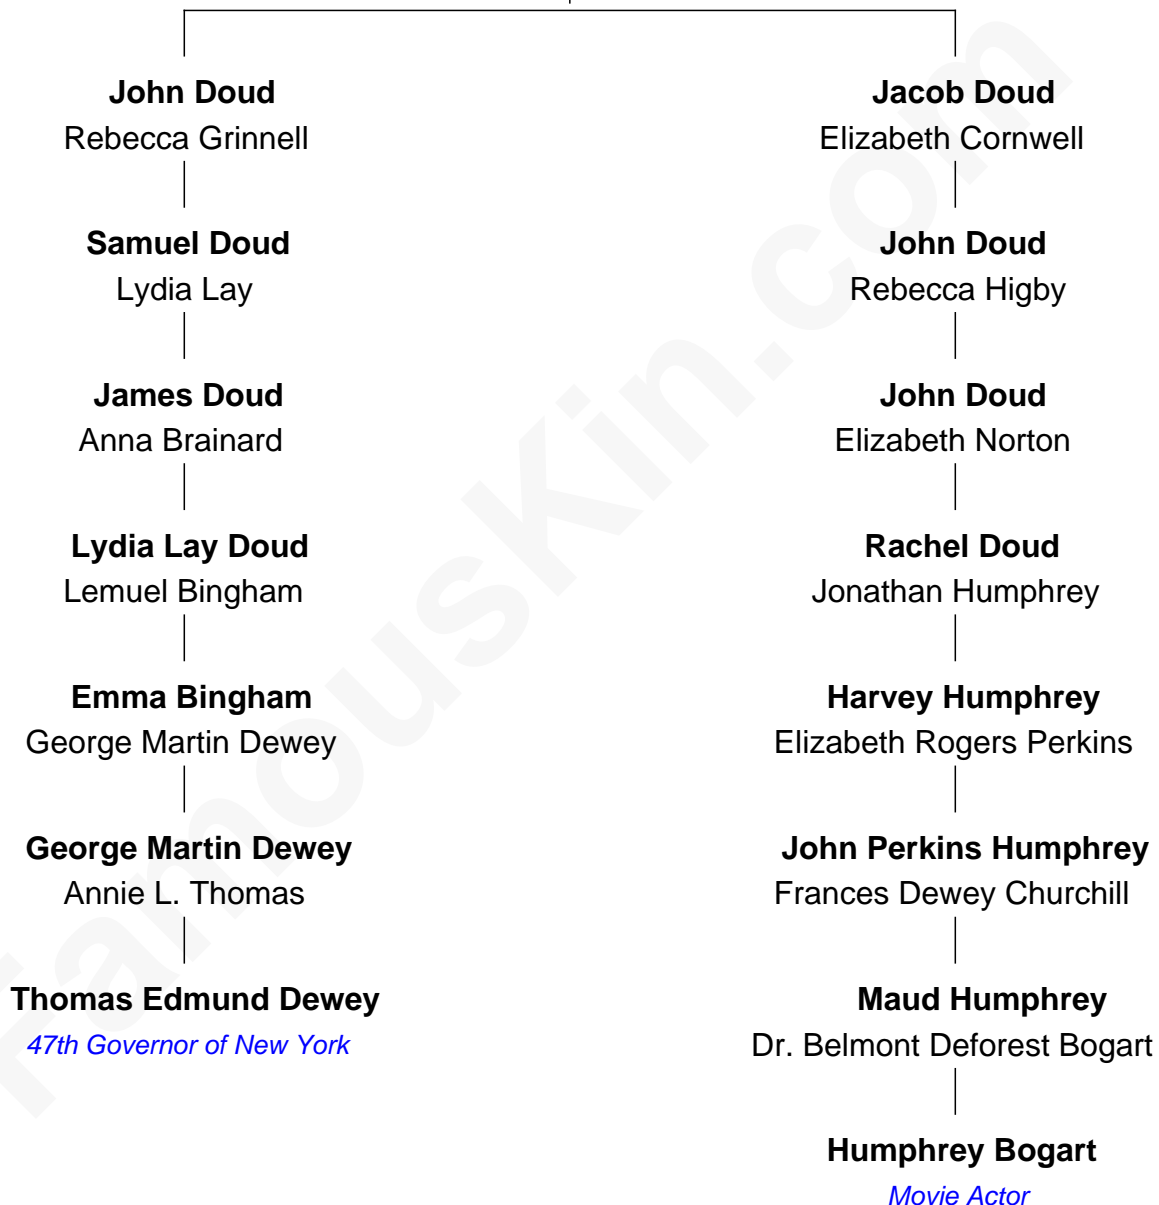 John Doud
Rebecca Grinnell
Samuel Doud
Lydia Lay
James Doud
Anna Brainard
Lydia Lay Doud
Lemuel Bingham
Emma Bingham
George Martin Dewey
George Martin Dewey
Annie L. Thomas
Thomas Edmund Dewey
47th Governor of New York
Jacob Doud
Elizabeth Cornwell
John Doud
Rebecca Higby
John Doud
Elizabeth Norton
Rachel Doud
Jonathan Humphrey
Harvey Humphrey
Elizabeth Rogers Perkins
John Perkins Humphrey
Frances Dewey Churchill
Maud Humphrey
Dr. Belmont Deforest Bogart
Humphrey Bogart
Movie Actor
FamousKin.com